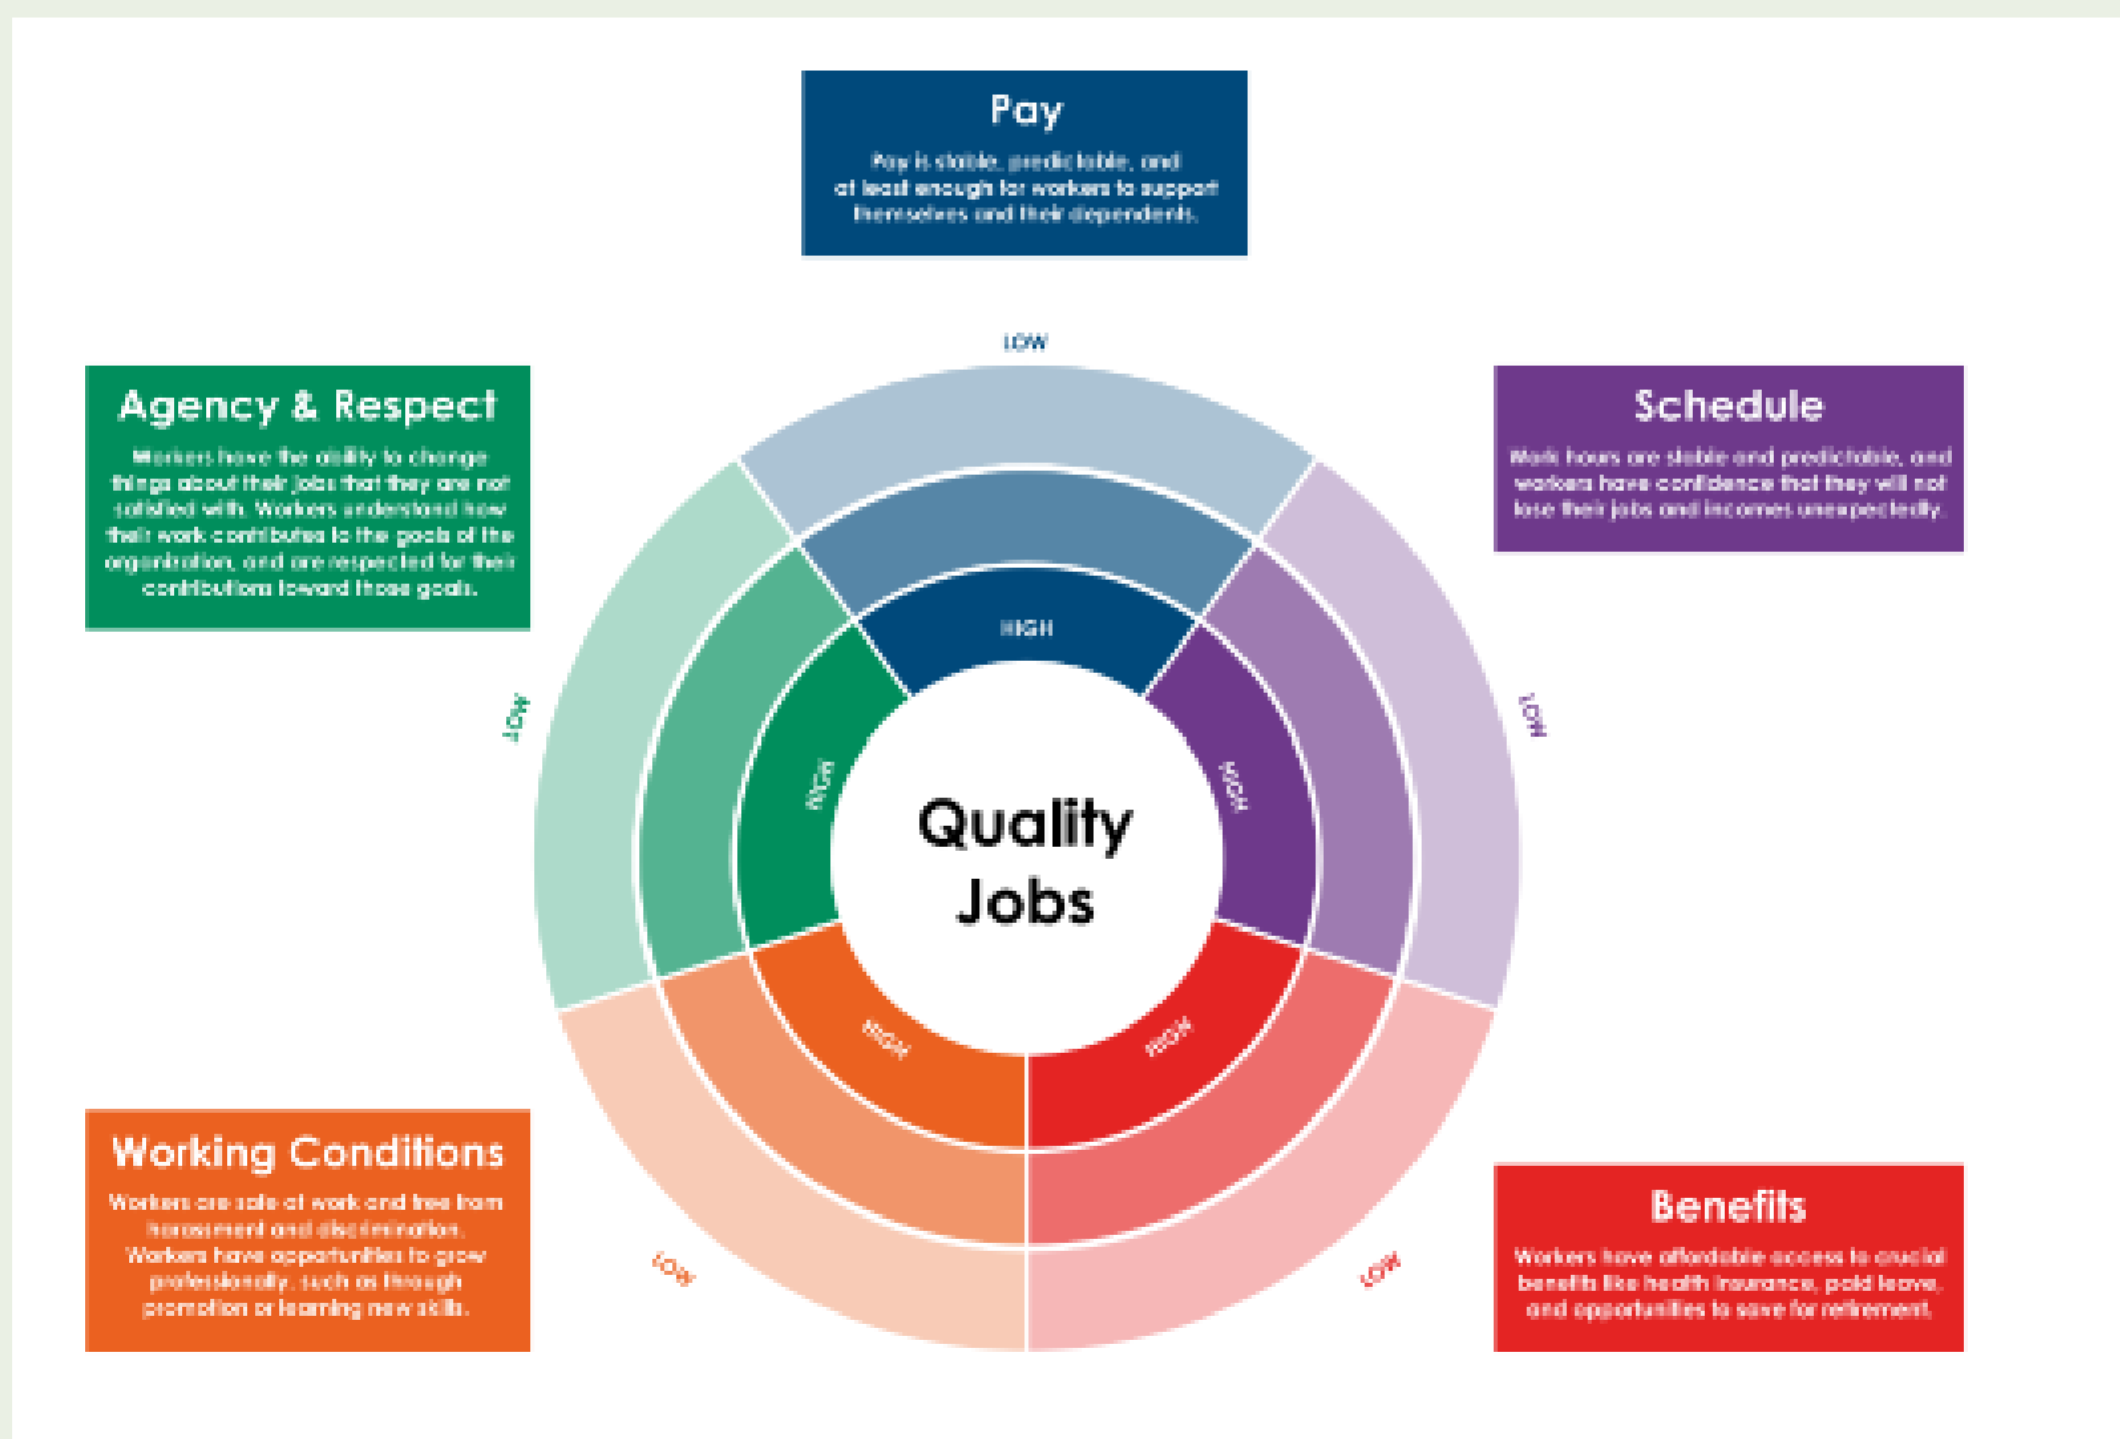 Pay
Pay is stable, predictable, and
at least enough for workers to support
themselves and their dependents.
LOW
HIGH
Agency & Respect
Workers have the ability to change
things about their jobs that they are not
satisfied with. Workers understand how
their work contributes to the goals of the
organization, and are respected for their
contributions toward those goals.
LOW
HIGH
Schedule
Work hours are stable and predictable, and
workers have confidence that they will not
lose their jobs and incomes unexpectedly.
LOW
HIGH
Quality
Jobs
Working Conditions
Workers are safe at work and free from
harassment and discrimination.
Workers have opportunities to grow
professionally, such as through
promotion or learning new skills.
LOW
HIGH
Benefits
Workers have affordable access to crucial
benefits like health insurance, paid leave,
and opportunities to save for retirement.
LOW
HIGH